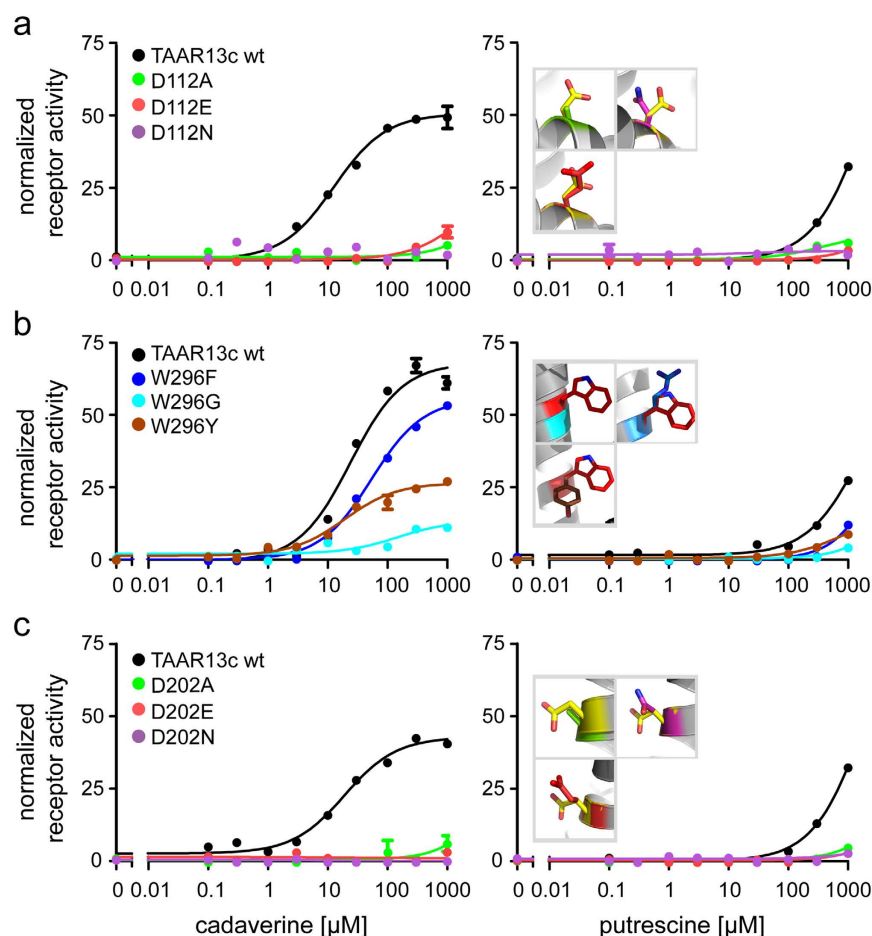 a
normalized
receptor activity
75
50
25
0
TAAR13c wt
D112A
D112E
D112N
0 0.01 0.1 1 10 100 1000
75
50
25
0
0 0.01 0.1 1 10 100 1000
b
normalized
receptor activity
75
50
25
0
TAAR13c wt
W296F
W296G
W296Y
0 0.01 0.1 1 10 100 1000
75
50
25
0
0 0.01 0.1 1 10 100 1000
c
normalized
receptor activity
75
50
25
0
TAAR13c wt
D202A
D202E
D202N
0 0.01 0.1 1 10 100 1000
cadaverine [µM]
75
50
25
0
0 0.01 0.1 1 10 100 1000
putrescine [µM]